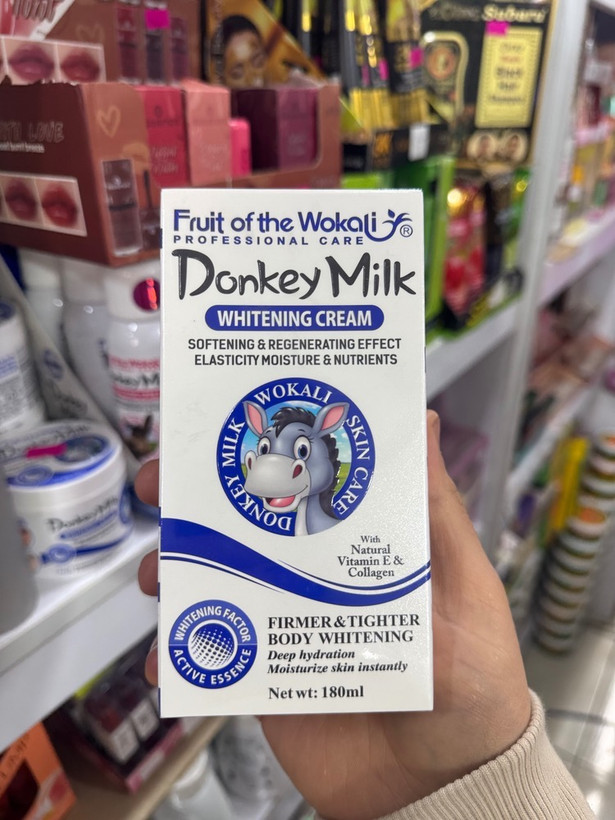 Fruit of the Wokali ®
PROFESSIONAL CARE
Donkey Milk
WHITENING CREAM
SOFTENING & REGENERATING EFFECT
ELASTICITY MOISTURE & NUTRIENTS
WOKALI SKIN CARE DONKEY MILK
With
Natural
Vitamin E &
Collagen
WHITENING FACTOR
ACTIVE ESSENCE
FIRMER & TIGHTER
BODY WHITENING
Deep hydration
Moisturize skin instantly
Net wt: 180ml